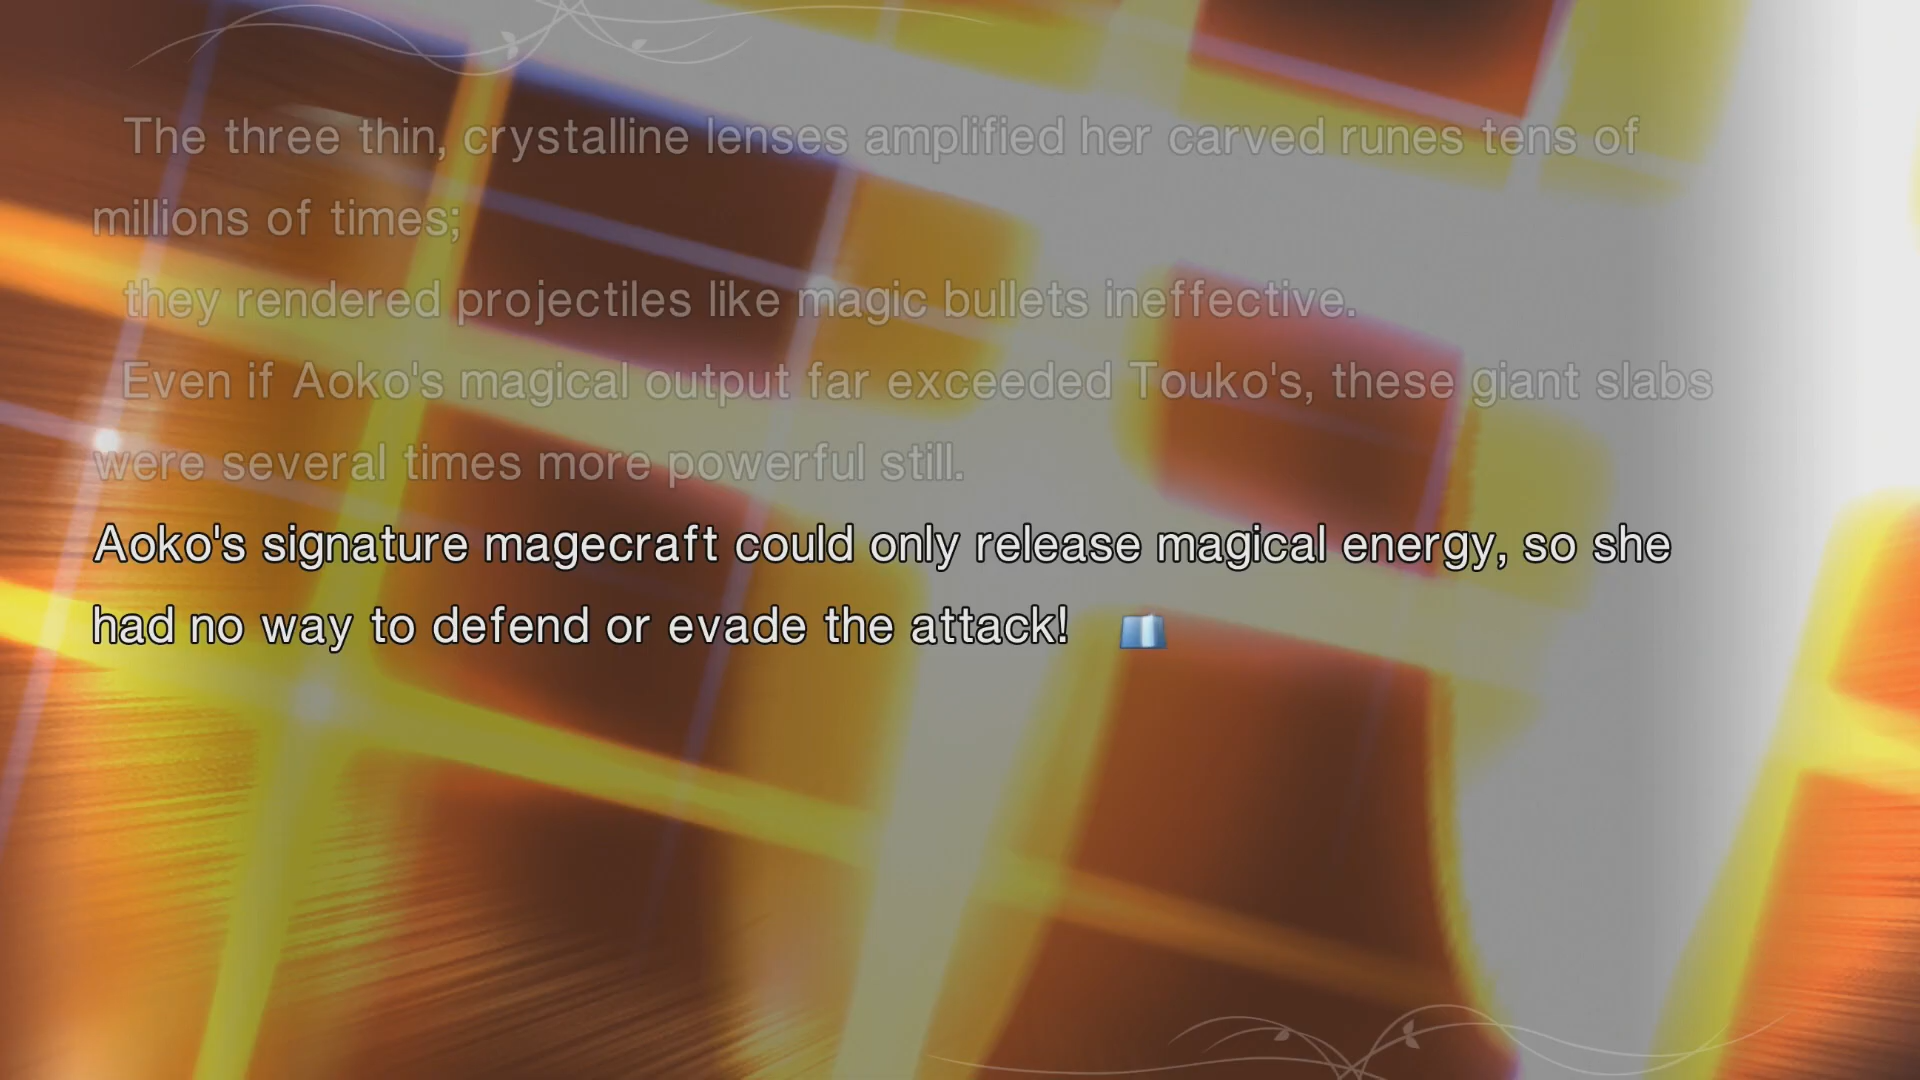 The three thin, crystalline lenses amplified her carved runes tens of
millions of times;
they rendered projectiles like magic bullets ineffective.
Even if Aoko's magical output far exceeded Touko's, these giant slabs
were several times more powerful still.
Aoko's signature magecraft could only release magical energy, so she
had no way to defend or evade the attack!